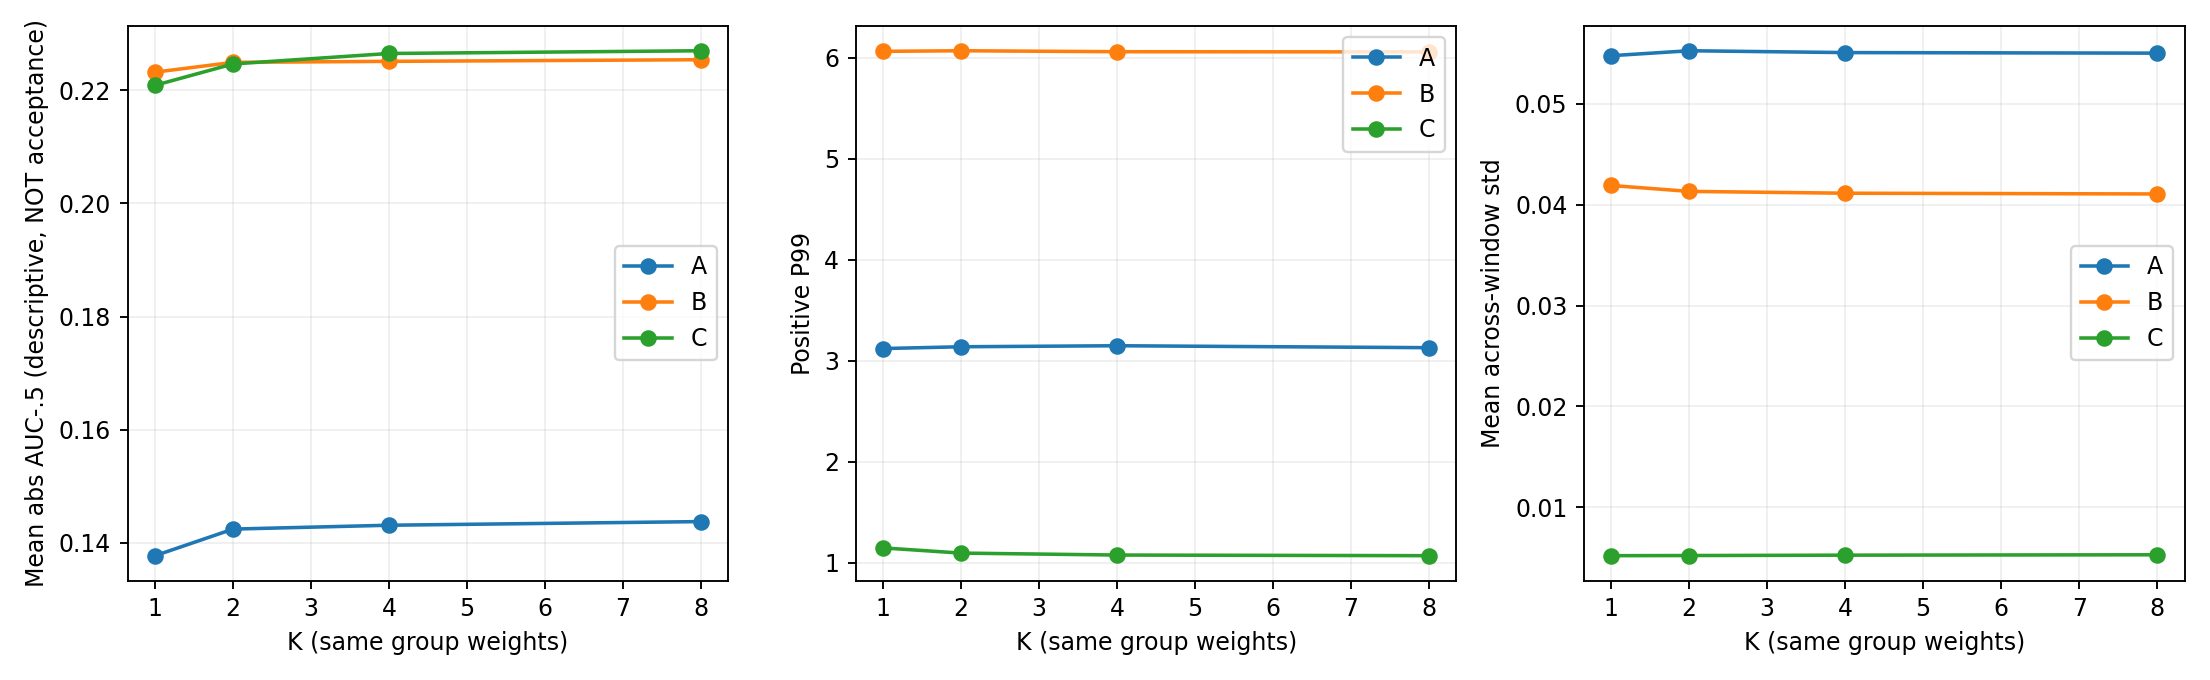 Mean abs AUC-.5 (descriptive, NOT acceptance)
0.22
0.20
0.18
0.16
0.14
A
B
C
1 2 3 4 5 6 7 8
K (same group weights)
Positive P99
6
5
4
3
2
1
A
B
C
1 2 3 4 5 6 7 8
K (same group weights)
Mean across-window std
0.05
0.04
0.03
0.02
0.01
A
B
C
1 2 3 4 5 6 7 8
K (same group weights)